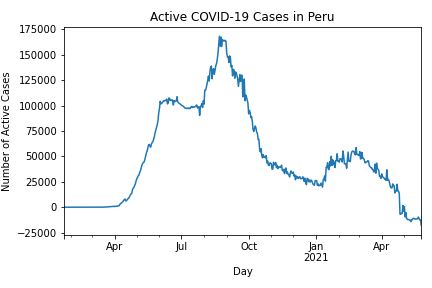 Active COVID-19 Cases in Peru
175000
150000
125000
100000
75000
50000
25000
0
−25000
Number of Active Cases
Apr
Jul
Oct
Jan
2021
Apr
Day